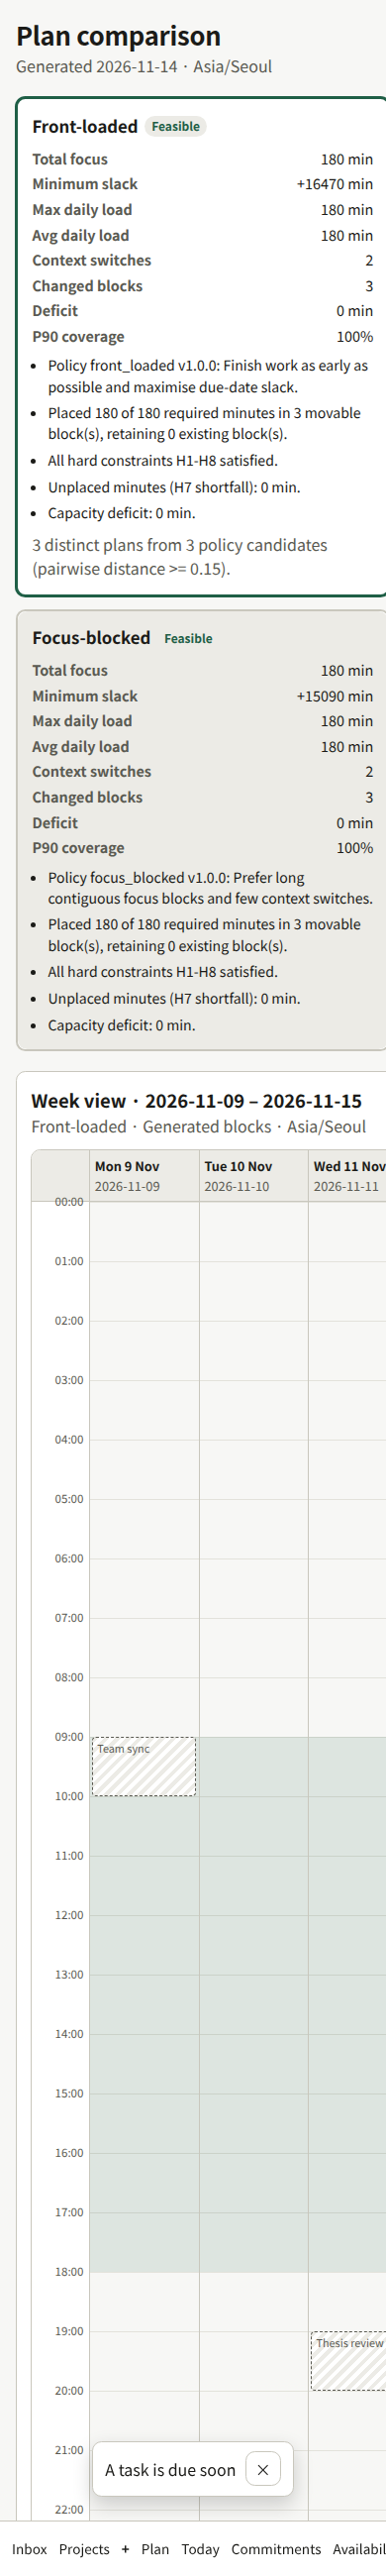 Plan comparison
Generated 2026-11-14 · Asia/Seoul
Front-loaded Feasible
Total focus 180 min
Minimum slack +16470 min
Max daily load 180 min
Avg daily load 180 min
Context switches 2
Changed blocks 3
Deficit 0 min
P90 coverage 100%
• Policy front_loaded v1.0.0: Finish work as early as
possible and maximise due-date slack.
• Placed 180 of 180 required minutes in 3 movable
block(s), retaining 0 existing block(s).
• All hard constraints H1-H8 satisfied.
• Unplaced minutes (H7 shortfall): 0 min.
• Capacity deficit: 0 min.
3 distinct plans from 3 policy candidates
(pairwise distance >= 0.15).
Focus-blocked Feasible
Total focus 180 min
Minimum slack +15090 min
Max daily load 180 min
Avg daily load 180 min
Context switches 2
Changed blocks 3
Deficit 0 min
P90 coverage 100%
• Policy focus_blocked v1.0.0: Prefer long
contiguous focus blocks and few context switches.
• Placed 180 of 180 required minutes in 3 movable
block(s), retaining 0 existing block(s).
• All hard constraints H1-H8 satisfied.
• Unplaced minutes (H7 shortfall): 0 min.
• Capacity deficit: 0 min.
Week view · 2026-11-09 – 2026-11-15
Front-loaded · Generated blocks · Asia/Seoul
Mon 9 Nov Tue 10 Nov Wed 11 Nov
2026-11-09 2026-11-10 2026-11-11
00:00
01:00
02:00
03:00
04:00
05:00
06:00
07:00
08:00
09:00
Team sync
10:00
11:00
12:00
13:00
14:00
15:00
16:00
17:00
18:00
19:00
Thesis review
20:00
21:00
A task is due soon ×
22:00
Inbox Projects + Plan Today Commitments Availabil